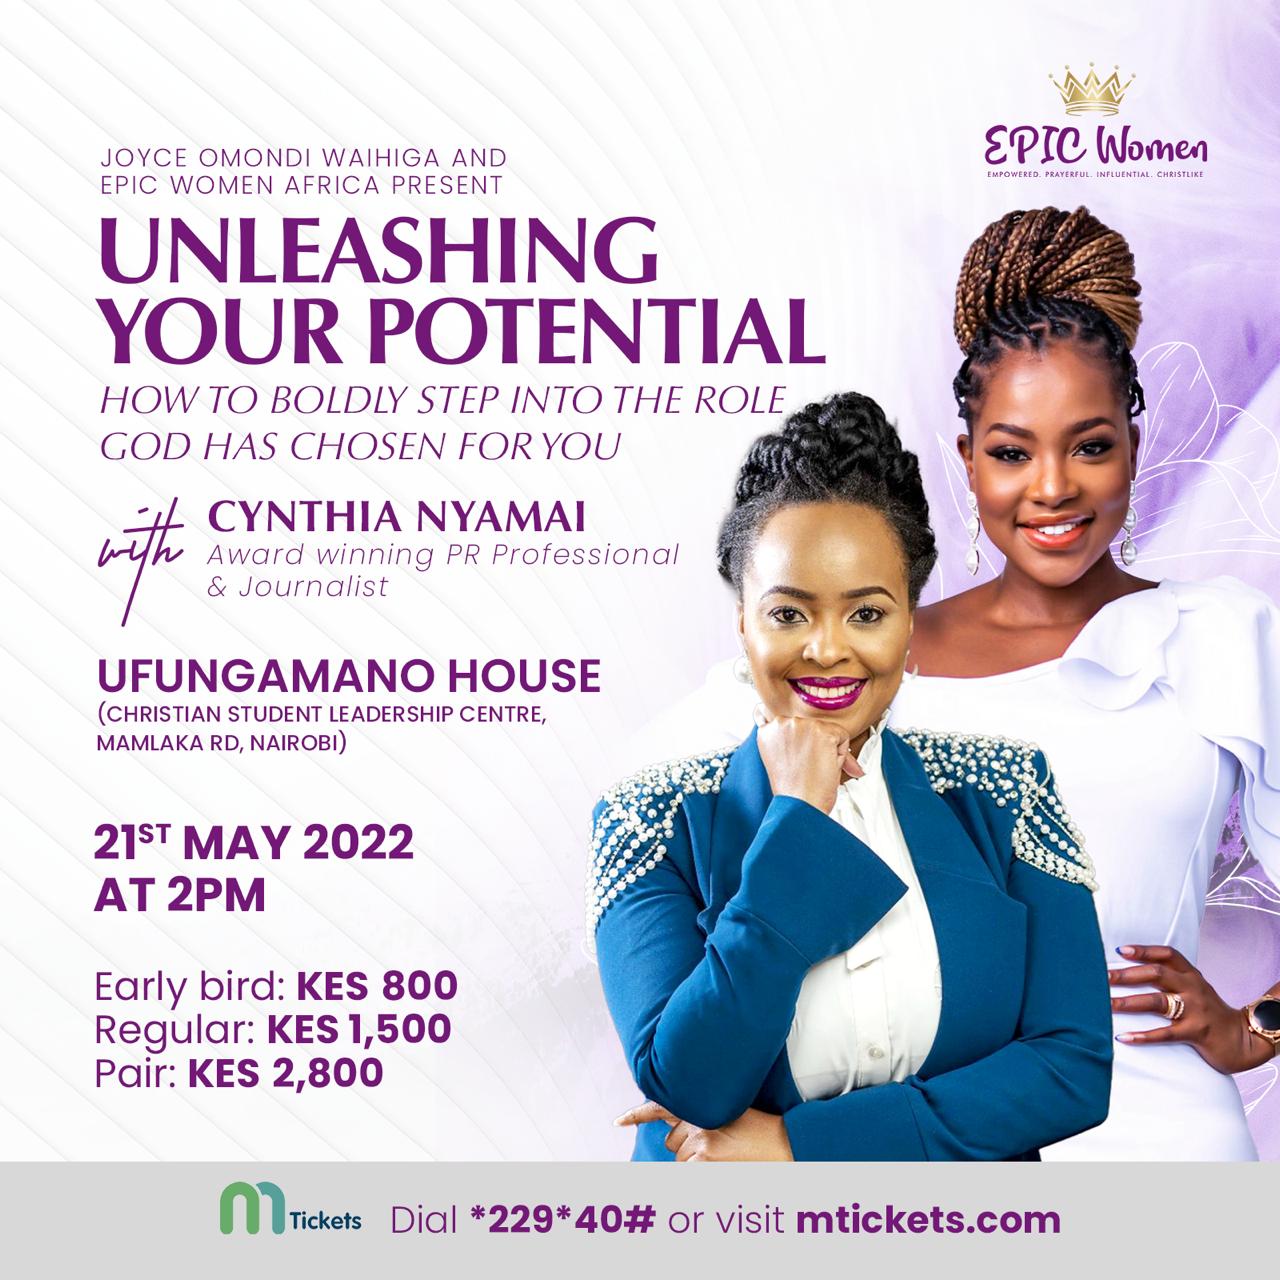 EPIC Women
EMPOWERED. PRAYERFUL. INFLUENTIAL. CHRISTLIKE
JOYCE OMONDI WAIHIGA AND
EPIC WOMEN AFRICA PRESENT
UNLEASHING
YOUR POTENTIAL
HOW TO BOLDLY STEP INTO THE ROLE
GOD HAS CHOSEN FOR YOU
with CYNTHIA NYAMAI
Award winning PR Professional
& Journalist
UFUNGAMANO HOUSE
(CHRISTIAN STUDENT LEADERSHIP CENTRE,
MAMLAKA RD, NAIROBI)
21ST MAY 2022
AT 2PM
Early bird: KES 800
Regular: KES 1,500
Pair: KES 2,800
m Tickets Dial *229*40# or visit mtickets.com